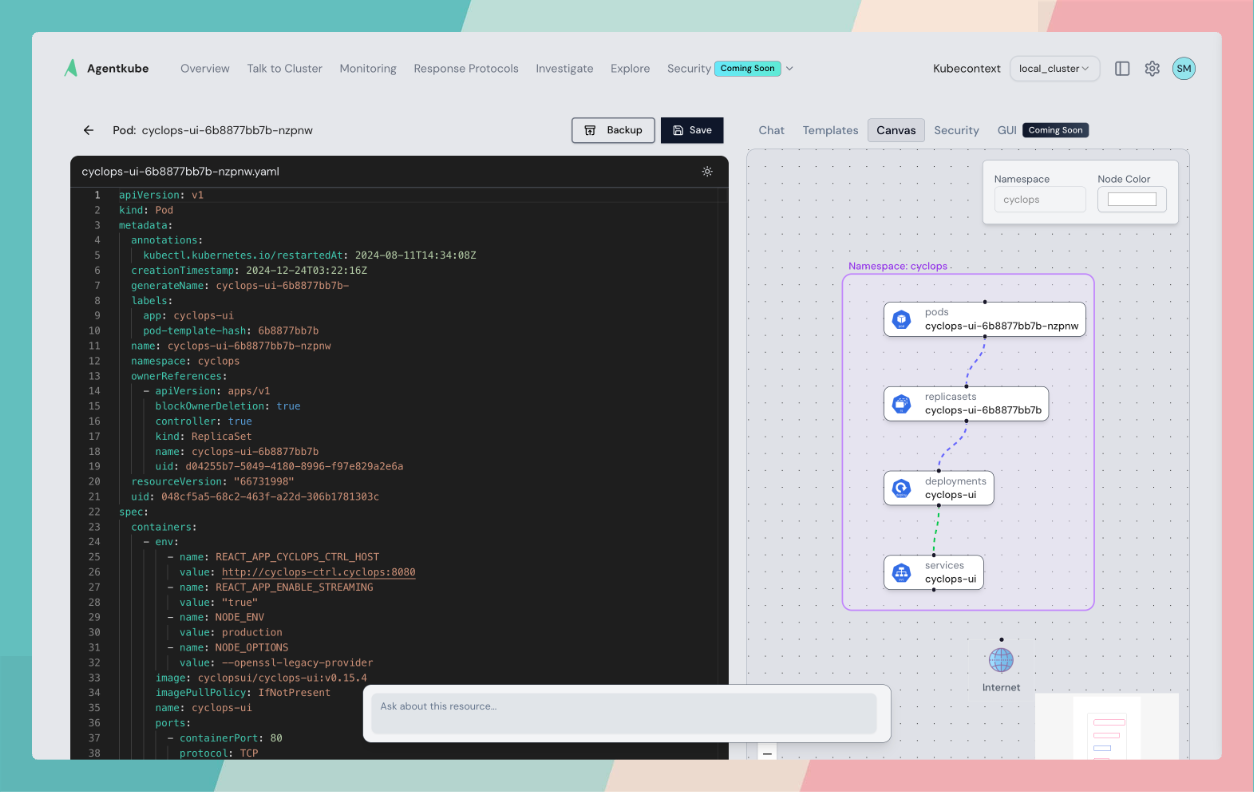 Agentkube
Overview Talk to Cluster Monitoring Response Protocols Investigate Explore Security Coming Soon
Kubecontext local_cluster SM
Pod: cyclops-ui-6b8877bb7b-nzpnw
Backup Save
Chat Templates Canvas Security GUI Coming Soon
cyclops-ui-6b8877bb7b-nzpnw.yaml
1 apiVersion: v1
2 kind: Pod
3 metadata:
4 annotations:
5 kubectl.kubernetes.io/restartedAt: 2024-08-11T14:34:08Z
6 creationTimestamp: 2024-12-24T03:22:16Z
7 generateName: cyclops-ui-6b8877bb7b-
8 labels:
9 app: cyclops-ui
10 pod-template-hash: 6b8877bb7b
11 name: cyclops-ui-6b8877bb7b-nzpnw
12 namespace: cyclops
13 ownerReferences:
14 - apiVersion: apps/v1
15 blockOwnerDeletion: true
16 controller: true
17 kind: ReplicaSet
18 name: cyclops-ui-6b8877bb7b
19 uid: d04255b7-5049-4180-8996-f97e829a2e6a
20 resourceVersion: "66731998"
21 uid: 048cf5a5-68c2-463f-a22d-306b1781303c
22 spec:
23 containers:
24 - env:
25 - name: REACT_APP_CYCLOPS_CTRL_HOST
26 value: http://cyclops-ctrl.cyclops:8080
27 - name: REACT_APP_ENABLE_STREAMING
28 value: "true"
29 - name: NODE_ENV
30 value: production
31 - name: NODE_OPTIONS
32 value: --openssl-legacy-provider
33 image: cyclopsui/cyclops-ui:v0.15.4
34 imagePullPolicy: IfNotPresent
35 name: cyclops-ui
36 ports:
37 - containerPort: 80
38 protocol: TCP
Namespace Node Color
cyclops
Namespace: cyclops
pods
cyclops-ui-6b8877bb7b-nzpnw
replicasets
cyclops-ui-6b8877bb7b
deployments
cyclops-ui
services
cyclops-ui
Internet
Ask about this resource...